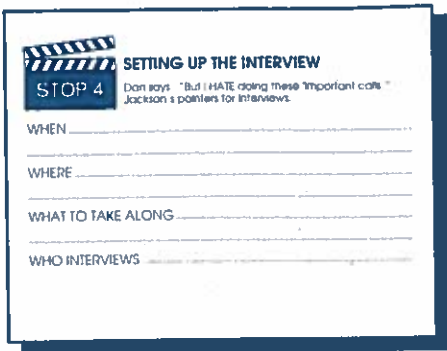 SETTING UP THE INTERVIEW
STOP 4
Dan says "But I HATE doing these "important calls."
Jackson's pointers for interviews.
WHEN
WHERE
WHAT TO TAKE ALONG
WHO INTERVIEWS